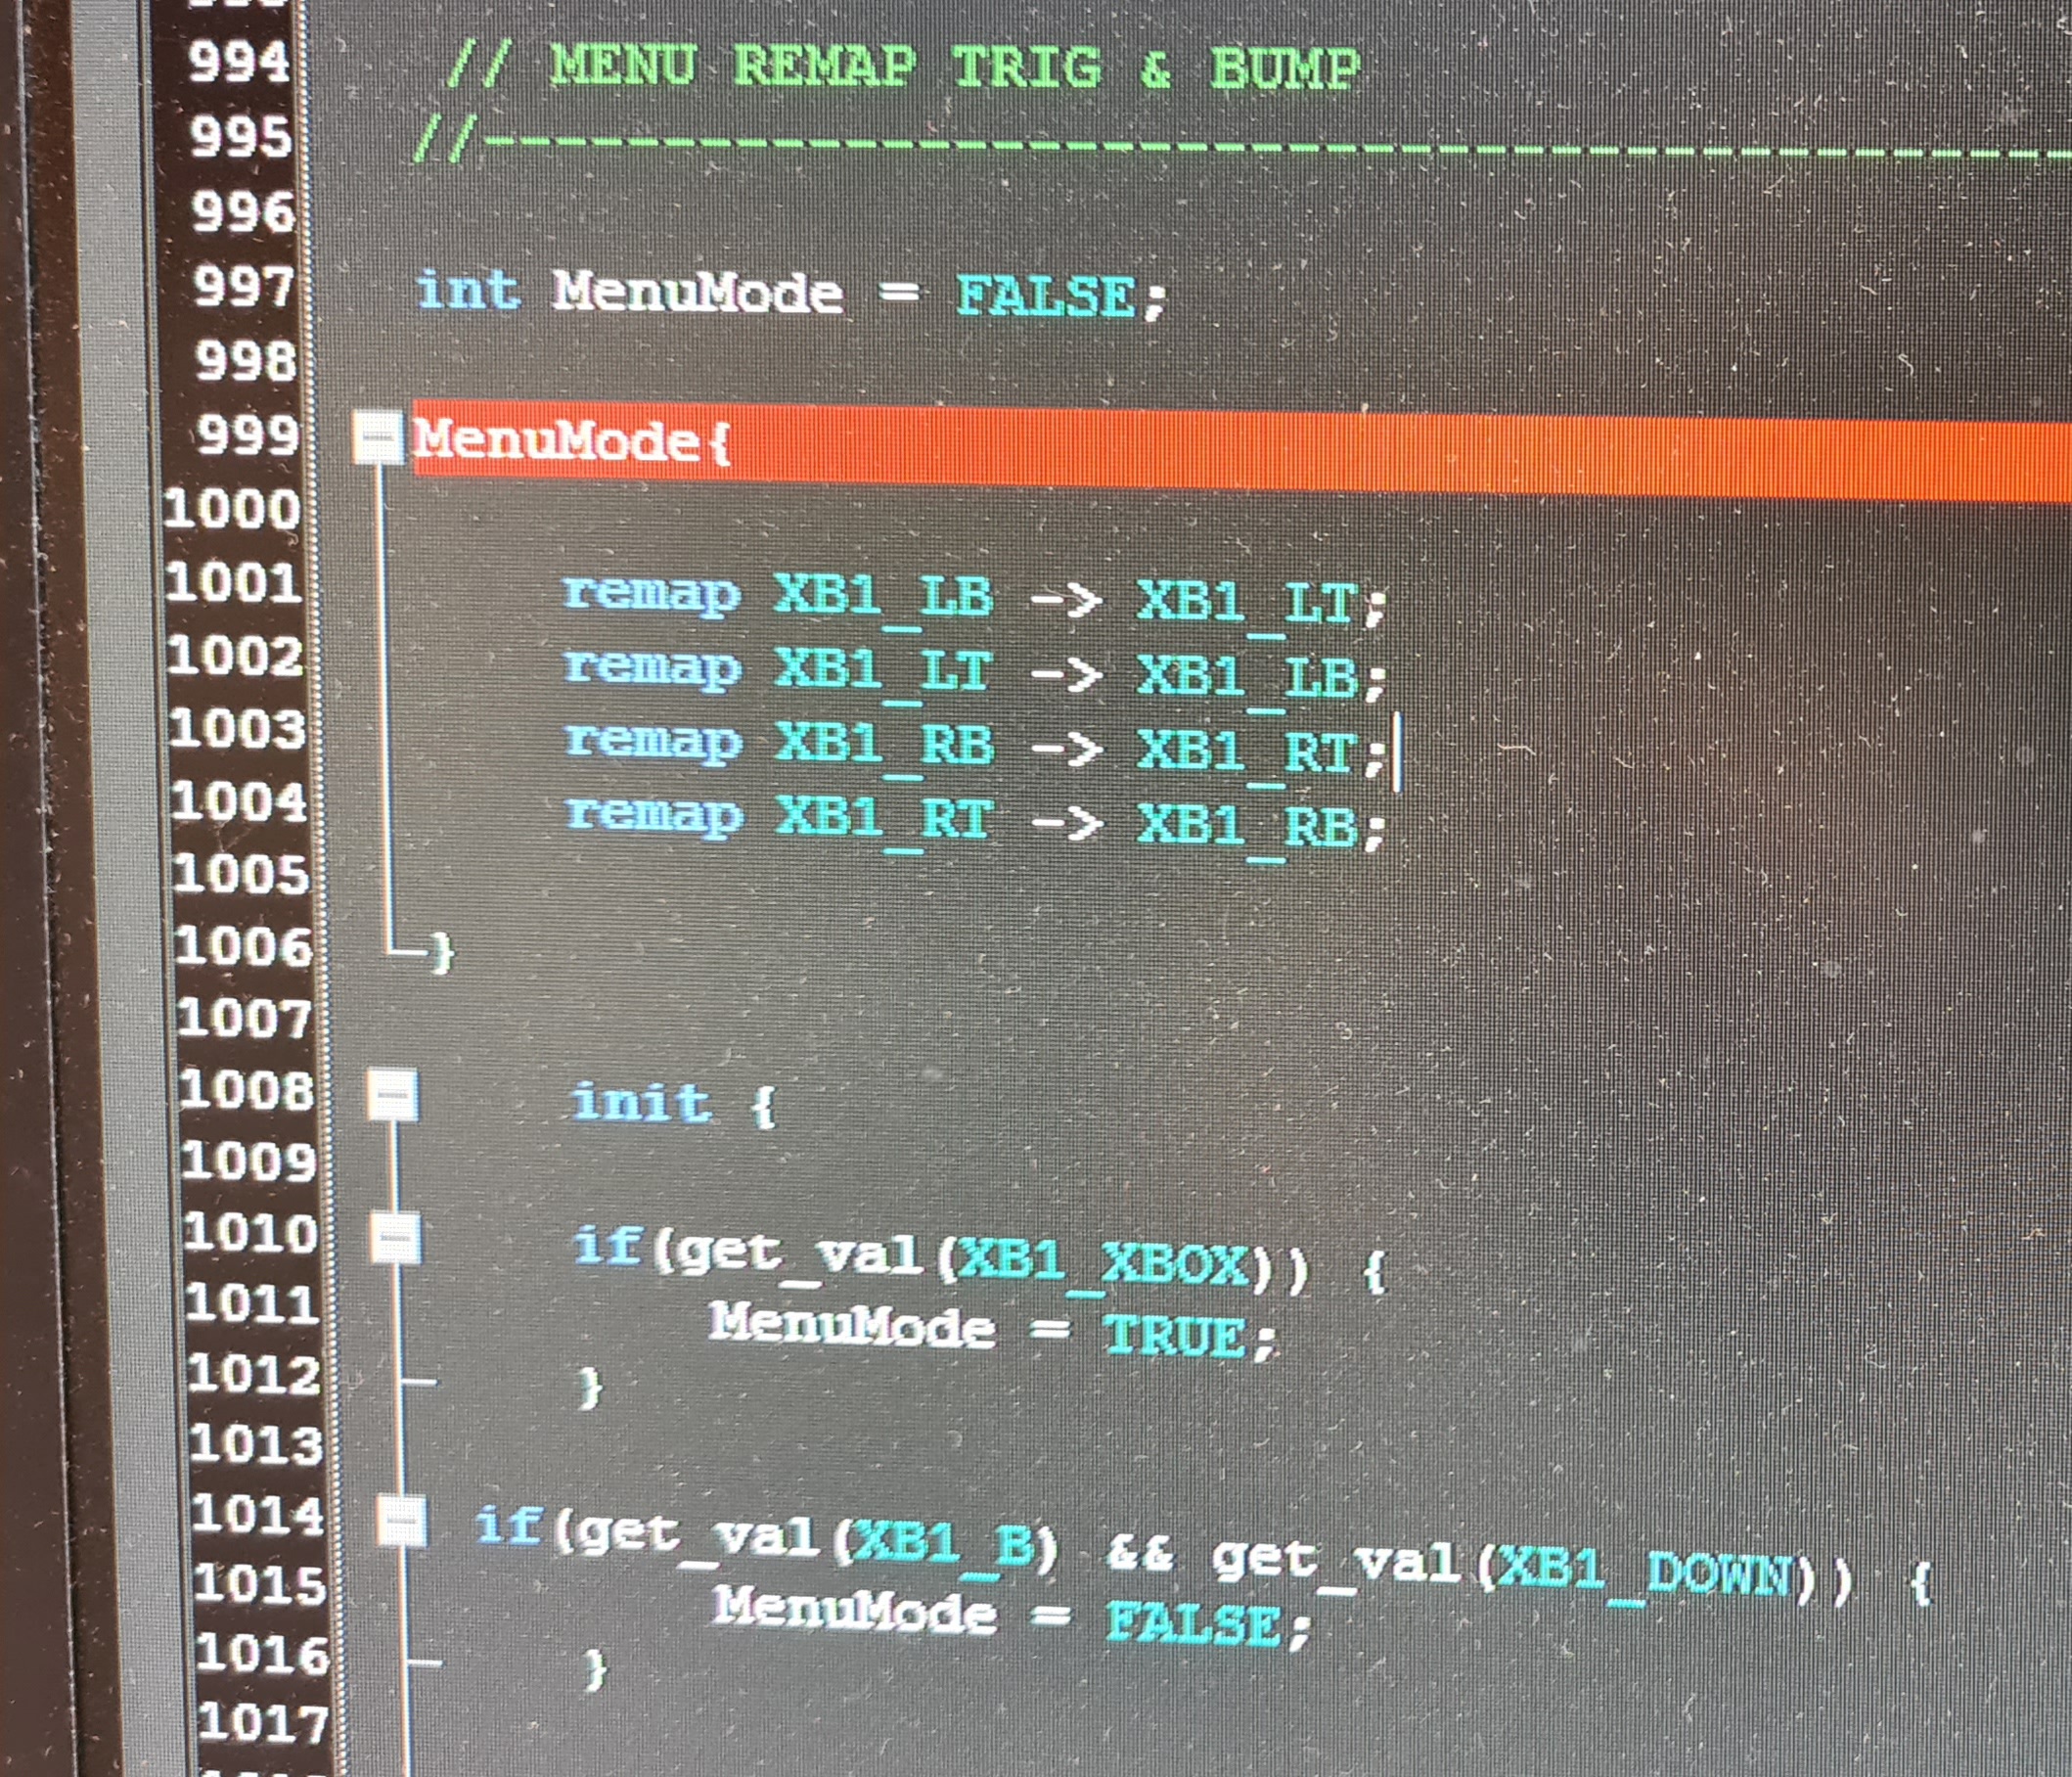 994 // MENU REMAP TRIG & BUMP
995 //--------------------------------------------------
996
997 int MenuMode = FALSE;
998
999 MenuMode{
1000
1001 remap XB1_LB -> XB1_LT;
1002 remap XB1_LT -> XB1_LB;
1003 remap XB1_RB -> XB1_RT;
1004 remap XB1_RT -> XB1_RB;
1005
1006 }
1007
1008 init {
1009
1010 if(get_val(XB1_XBOX)) {
1011 MenuMode = TRUE;
1012 }
1013
1014 if(get_val(XB1_B) && get_val(XB1_DOWN)) {
1015 MenuMode = FALSE;
1016 }
1017